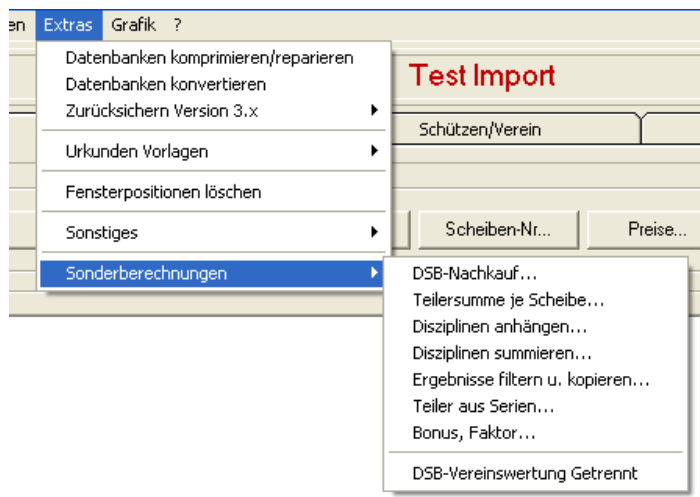 en Extras Grafik ?
Datenbanken komprimieren/reparieren
Datenbanken konvertieren
Zurücksichern Version 3.x
Urkunden Vorlagen
Fensterpositionen löschen
Sonstiges
Sonderberechnungen
Test Import
Schützen/Verein
Scheiben-Nr... Preise...
DSB-Nachkauf...
Teilersumme je Scheibe...
Disziplinen anhängen...
Disziplinen summieren...
Ergebnisse filtern u. kopieren...
Teiler aus Serien...
Bonus, Faktor...
DSB-Vereinswertung Getrennt